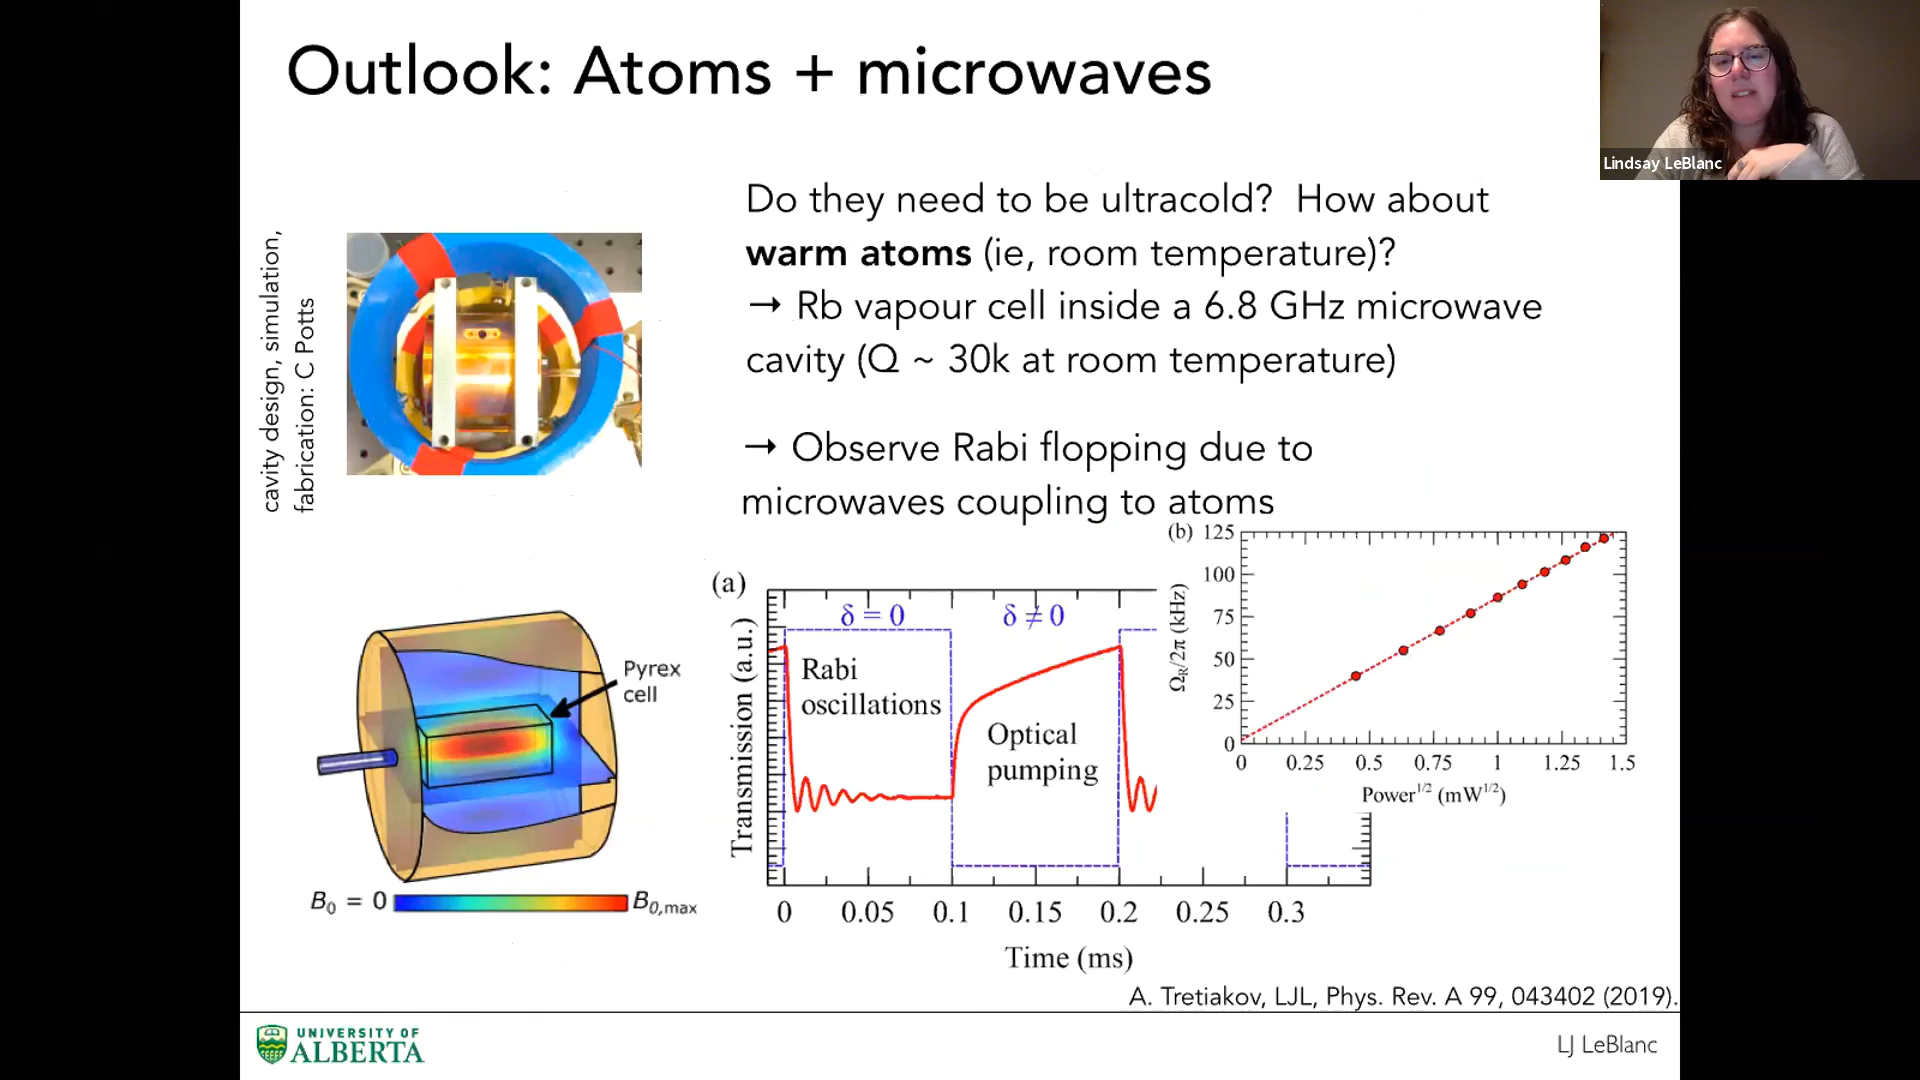 Outlook: Atoms + microwaves
Lindsay LeBlanc
Do they need to be ultracold? How about
warm atoms (ie, room temperature)?
→ Rb vapour cell inside a 6.8 GHz microwave
cavity (Q ~ 30k at room temperature)
→ Observe Rabi flopping due to
microwaves coupling to atoms
cavity design, simulation,
fabrication: C Potts
Pyrex
cell
B₀ = 0
B₀,max
(a)
δ = 0
δ ≠ 0
Rabi
oscillations
Optical
pumping
Transmission (a.u.)
0 0.05 0.1 0.15 0.2 0.25 0.3
Time (ms)
(b)
125
100
75
50
25
0
Ω_R/2π (kHz)
0 0.25 0.5 0.75 1 1.25 1.5
Power^1/2 (mW^1/2)
A. Tretiakov, LJL, Phys. Rev. A 99, 043402 (2019).
UNIVERSITY OF
ALBERTA
LJ LeBlanc